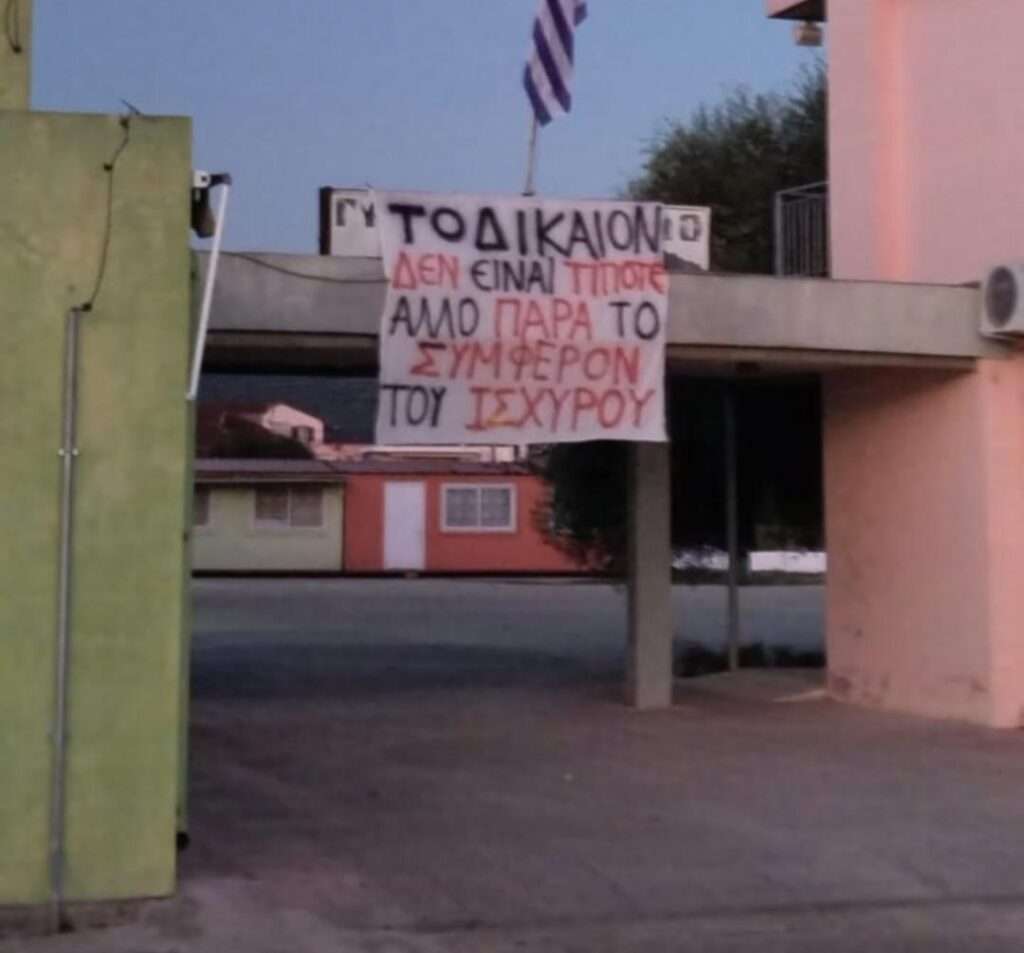 ΤΟ ΔΙΚΑΙΟΝ
ΔΕΝ ΕΙΝΑΙ ΤΙΠΟΤΕ
ΑΛΛΟ ΠΑΡΑ ΤΟ
ΣΥΜΦΕΡΟΝ
ΤΟΥ ΙΣΧΥΡΟΥ